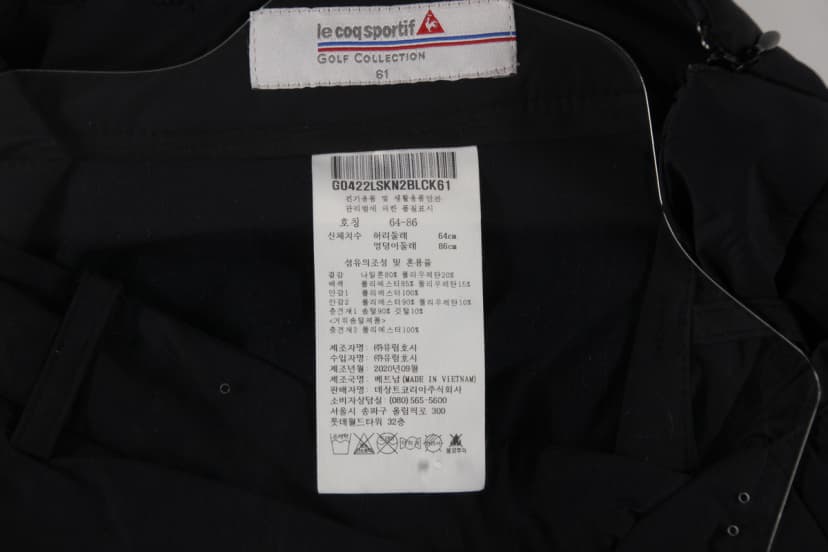 le coq sportif
GOLF COLLECTION
61
G0422LSKN2BLCK61
전기용품 및 생활용품안전
관리법에 의한 품질표시
호칭 64-86
신체치수 허리둘레 64cm
엉덩이둘레 86cm
섬유의조성 및 혼용율
겉감 나일론80% 폴리우레탄20%
배색 폴리에스터85% 폴리우레탄15%
안감1 폴리에스터100%
안감2 폴리에스터90% 폴리우레탄10%
충전재1 솜털90% 깃털10%
<거위솜털제품>
충전재3 폴리에스터100%
제조자명: (주)유림호시
수입자명: (주)유림호시
제조년월: 2020년09월
제조국명: 베트남(MADE IN VIETNAM)
판매자명: 데상트코리아주식회사
소비자상담실: (080)565-5600
서울시 송파구 올림픽로 300
롯데월드타워 32층